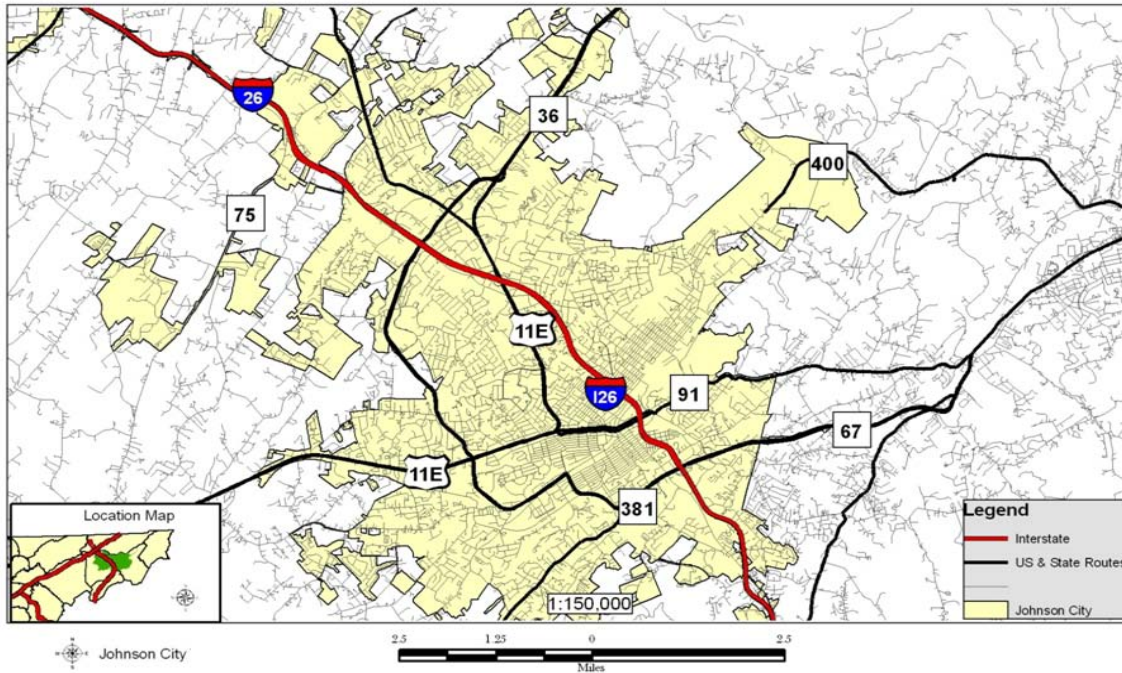 26
36
400
75
11E
I26
91
67
11E
381
Location Map
Legend
Interstate
US & State Routes
Johnson City
1:150,000
Johnson City
2.5 1.25 0 2.5
Miles